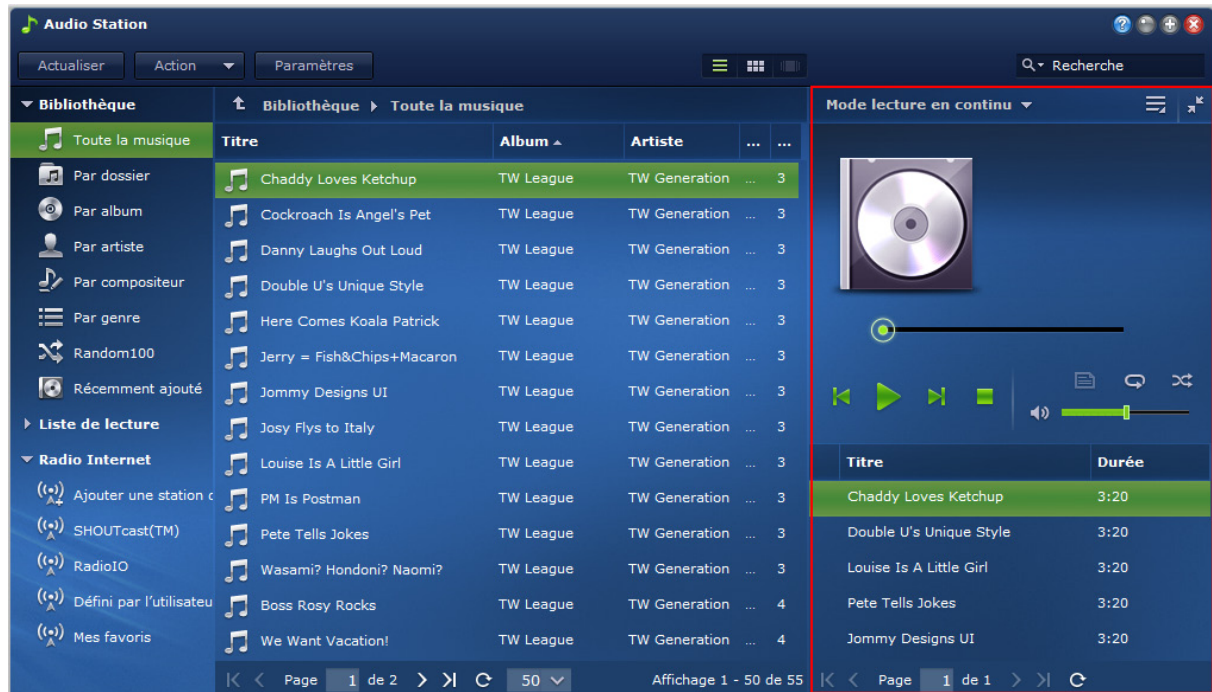 Audio Station
Actualiser Action Paramètres Recherche
Bibliothèque
Toute la musique
Par dossier
Par album
Par artiste
Par compositeur
Par genre
Random100
Récemment ajouté
Liste de lecture
Radio Internet
Ajouter une station d
SHOUTcast(TM)
RadioIO
Défini par l'utilisateu
Mes favoris
Bibliothèque Toute la musique
Titre Album Artiste ... ...
Chaddy Loves Ketchup TW League TW Generation ... 3
Cockroach Is Angel's Pet TW League TW Generation ... 3
Danny Laughs Out Loud TW League TW Generation ... 3
Double U's Unique Style TW League TW Generation ... 3
Here Comes Koala Patrick TW League TW Generation ... 3
Jerry = Fish&Chips+Macaron TW League TW Generation ... 3
Jommy Designs UI TW League TW Generation ... 3
Josy Flys to Italy TW League TW Generation ... 3
Louise Is A Little Girl TW League TW Generation ... 3
PM Is Postman TW League TW Generation ... 3
Pete Tells Jokes TW League TW Generation ... 3
Wasami? Hondoni? Naomi? TW League TW Generation ... 3
Boss Rosy Rocks TW League TW Generation ... 4
We Want Vacation! TW League TW Generation ... 4
Page 1 de 2 50 Affichage 1 - 50 de 55
Mode lecture en continu
Titre Durée
Chaddy Loves Ketchup 3:20
Double U's Unique Style 3:20
Louise Is A Little Girl 3:20
Pete Tells Jokes 3:20
Jommy Designs UI 3:20
Page 1 de 1